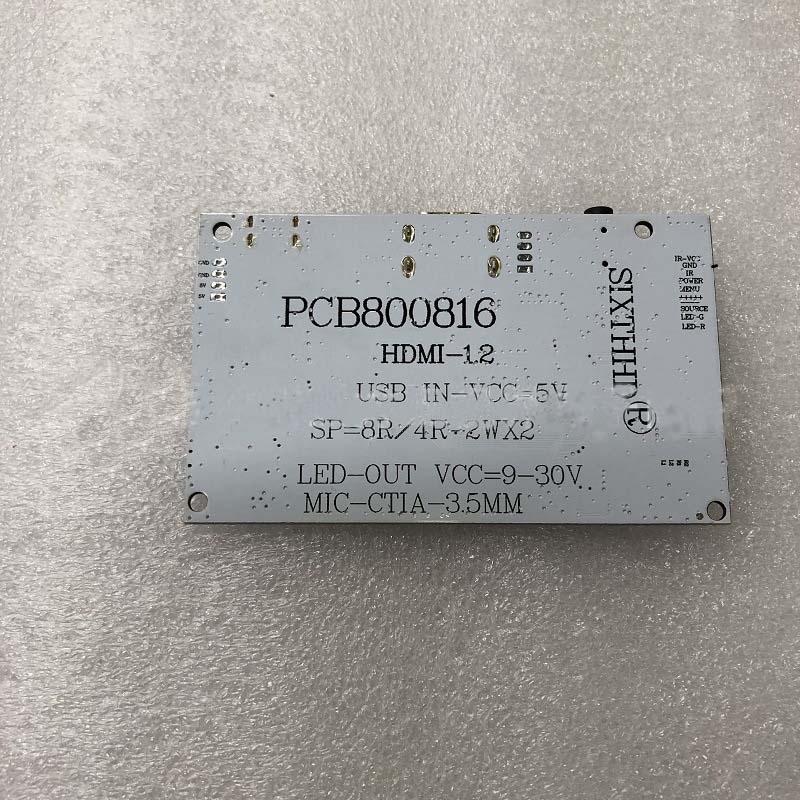 GND
GND
5V
5V
PCB800816
HDMI-1.2
USB IN-VCC=5V
SP=8R/4R-2WX2
LED-OUT VCC=9-30V
MIC-CTIA-3.5MM
SIXTHHD®
IR-VCC
GND
IR
POWER
MENU
SOURCE
LED-G
LED-R